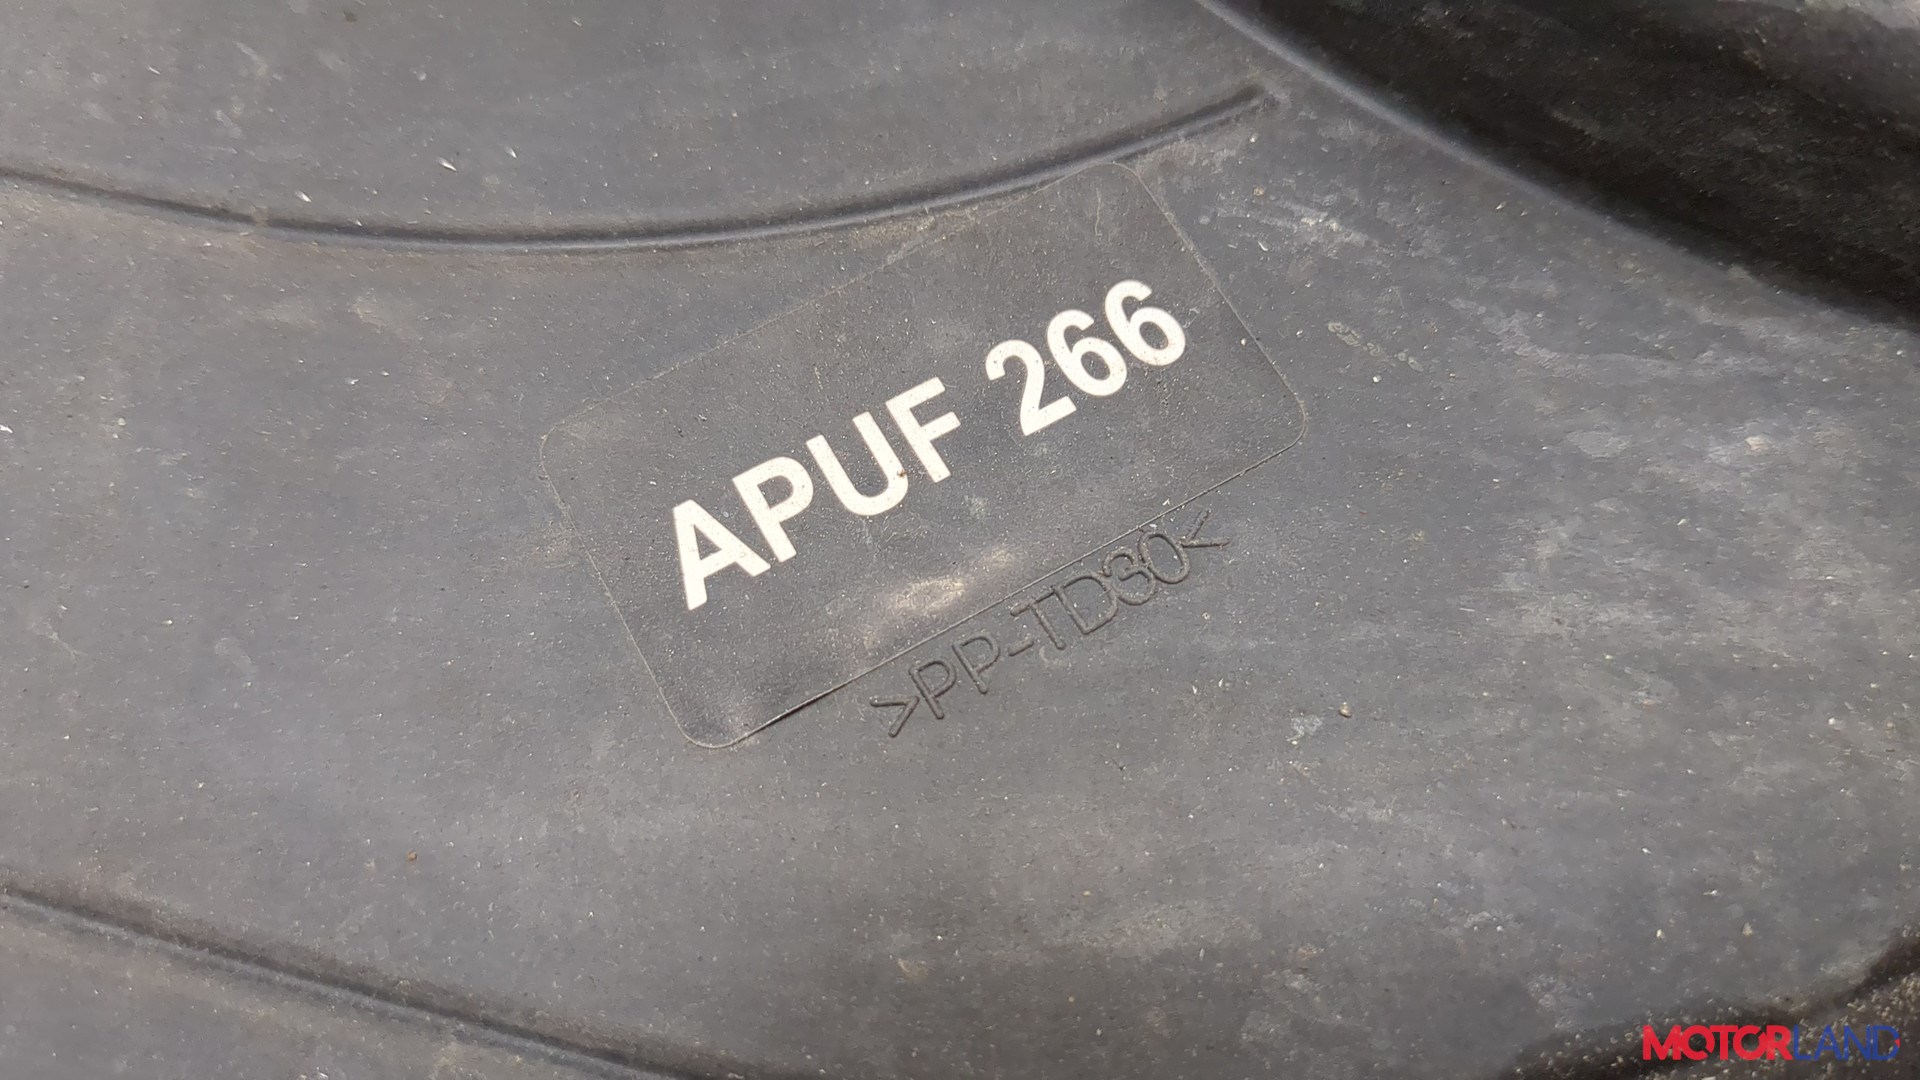 APUF 266
>PP-TD30<
MOTORLAND